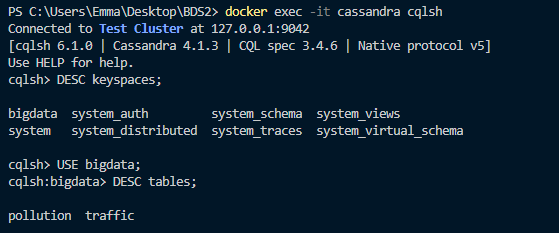 PS C:\Users\Emma\Desktop\BDS2> docker exec -it cassandra cqlsh
Connected to Test Cluster at 127.0.0.1:9042
[cqlsh 6.1.0 | Cassandra 4.1.3 | CQL spec 3.4.6 | Native protocol v5]
Use HELP for help.
cqlsh> DESC keyspaces;
bigdata  system_auth         system_schema  system_views
system   system_distributed  system_traces  system_virtual_schema
cqlsh> USE bigdata;
cqlsh:bigdata> DESC tables;
pollution  traffic